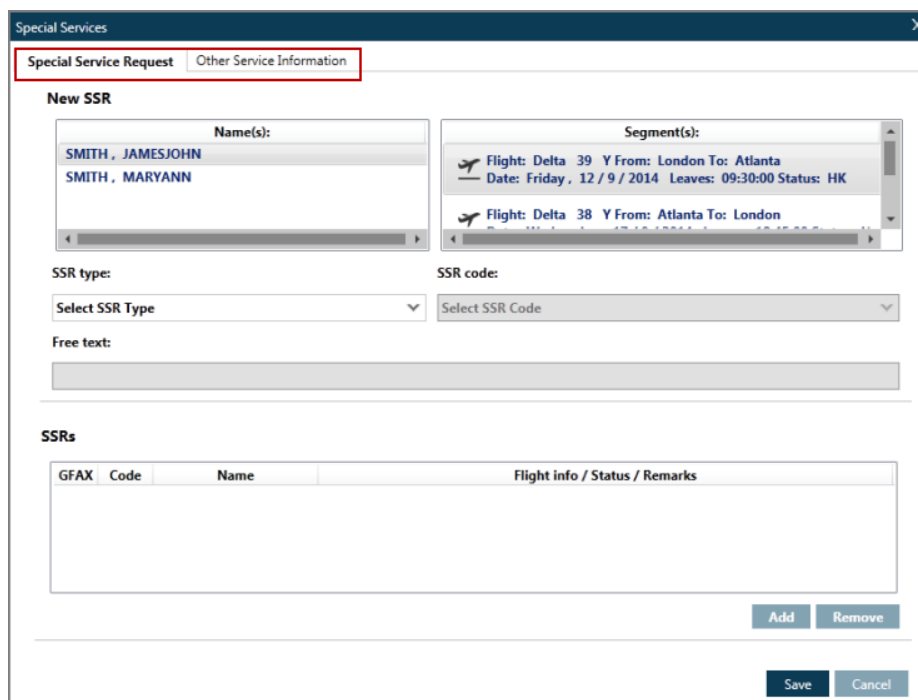 Special Services
Special Service Request Other Service Information
New SSR
Name(s): Segment(s):
SMITH , JAMESJOHN
SMITH , MARYANN
Flight: Delta 39 Y From: London To: Atlanta
Date: Friday , 12 / 9 / 2014 Leaves: 09:30:00 Status: HK
Flight: Delta 38 Y From: Atlanta To: London
SSR type: SSR code:
Select SSR Type Select SSR Code
Free text:
SSRs
GFAX Code Name Flight info / Status / Remarks
Add Remove
Save Cancel